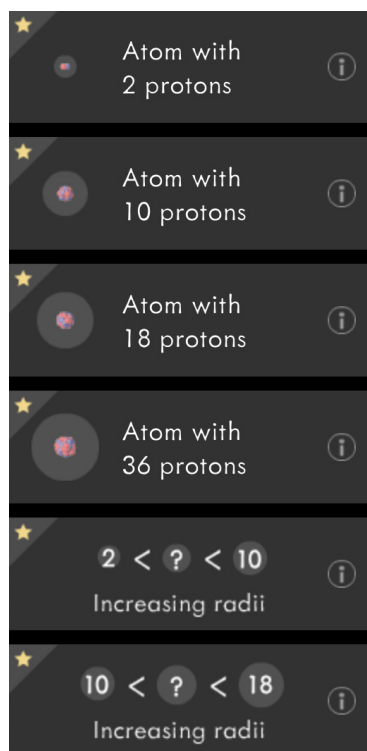 Atom with
2 protons
Atom with
10 protons
Atom with
18 protons
Atom with
36 protons
2 < ? < 10
Increasing radii
10 < ? < 18
Increasing radii